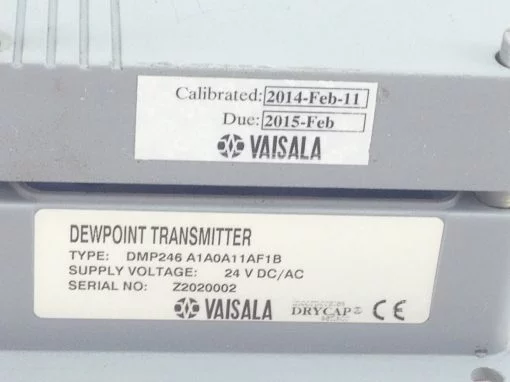 Calibrated: 2014-Feb-11
Due: 2015-Feb
VAISALA
DEWPOINT TRANSMITTER
TYPE: DMP246 A1A0A11AF1B
SUPPLY VOLTAGE: 24 V DC/AC
SERIAL NO: Z2020002
VAISALA DRYCAP® CE